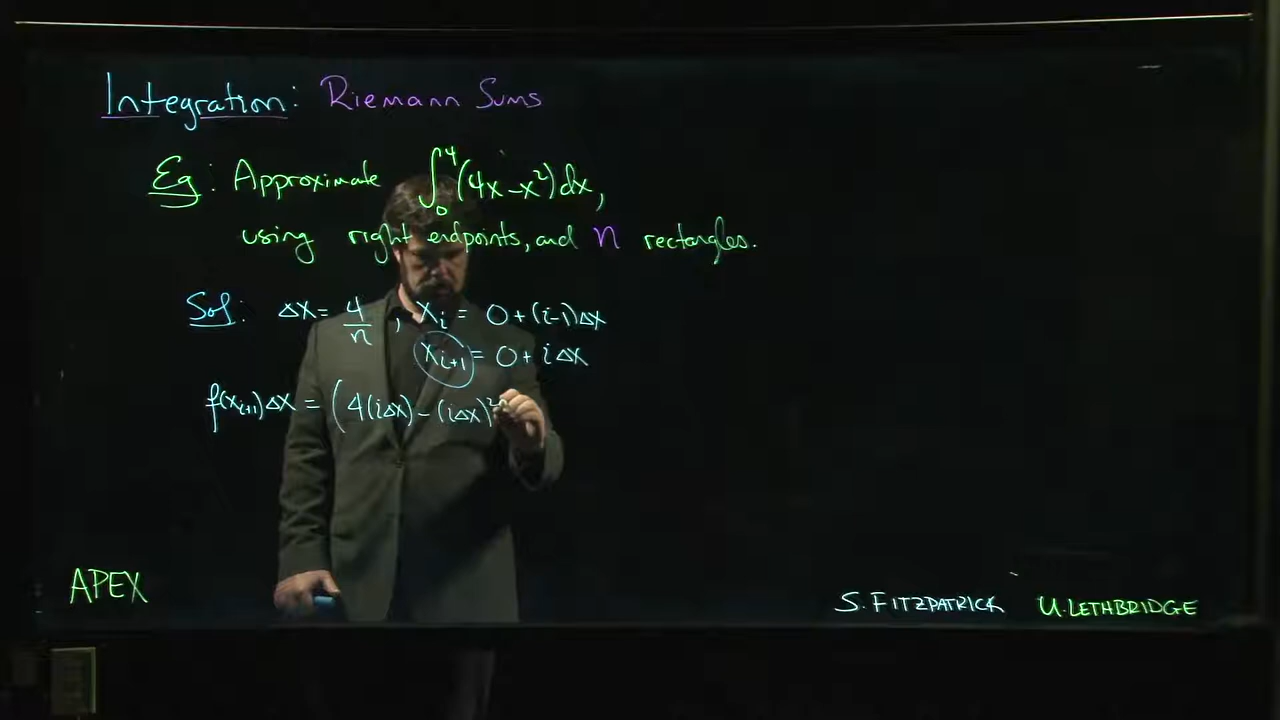 Integration: Riemann Sums
Eg: Approximate ∫₀⁴ (4x-x²)dx,
using right endpoints, and n rectangles.
Sol: Δx = 4/n, xᵢ = 0+(i-1)Δx
xᵢ₊₁ = 0+iΔx
f(xᵢ₊₁)Δx = (4(iΔx)-(iΔx)²
APEX
S. FITZPATRICK U. LETHBRIDGE